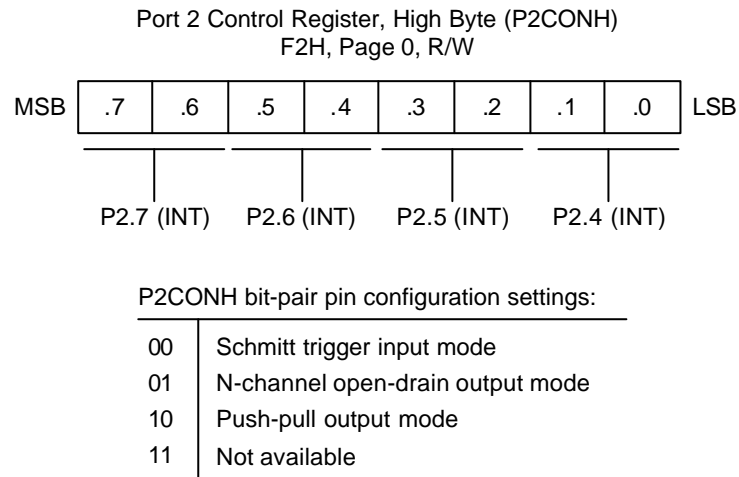 Port 2 Control Register, High Byte (P2CONH)
F2H, Page 0, R/W
MSB .7 .6 .5 .4 .3 .2 .1 .0 LSB
P2.7 (INT) P2.6 (INT) P2.5 (INT) P2.4 (INT)
P2CONH bit-pair pin configuration settings:
00 Schmitt trigger input mode
01 N-channel open-drain output mode
10 Push-pull output mode
11 Not available